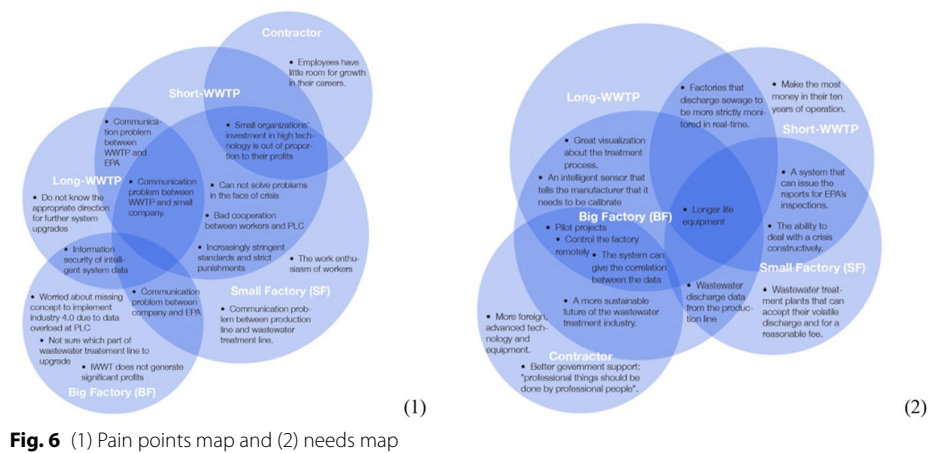 Contractor
• Employees have
little room for growth
in their careers.
Short-WWTP
• Communica-
tion problem
between
WWTP and
EPA
• Small organizations'
investment in high tech-
nology is out of propor-
tion to their profits
Long-WWTP
• Communication
problem between
WWTP and small
company.
• Can not solve problems
in the face of crisis
• Do not know the
appropriate direction
for further system
upgrades
• Bad cooperation
between workers and PLC
• Information
security of intelli-
gent system data
• Increasingly stringent
standards and strict
punishments
• The work enthu-
siasm of workers
Small Factory (SF)
• Worried about missing
concept to implement
industry 4.0 due to data
overload at PLC
• Communication
problem between
company and EPA
• Communication prob-
lem between production
line and wastewater
treatment line.
• Not sure which part of
wastewater treatement line to
upgrade
• IWWT does not generate
significant profits
Big Factory (BF)
(1)
Long-WWTP
• Factories that
discharge sewage to
be more strictly moni-
tored in real-time.
• Make the most
money in their ten
years of operation.
Short-WWTP
• Great visualization
about the treatment
process.
• An intelligent sensor that
tells the manufacturer that it
needs to be calibrate
• A system that
can issue the
reports for EPA's
inspections.
Big Factory (BF)
• Longer life
equipment
• Pilot projects
• Control the factory
remotely
• The system can
give the correlation
between the data
• The ability to
deal with a crisis
constructively.
Small Factory (SF)
• Wastewater
discharge data
from the produc-
tion line
• Wastewater treat-
ment plants that can
accept their volatile
discharge and for a
reasonable fee.
• A more sustainable
future of the wastewater
treatment industry.
• More foreign,
advanced tech-
nology and
equipment.
Contractor
• Better government support:
"professional things should be
done by professional people".
(2)
Fig. 6 (1) Pain points map and (2) needs map